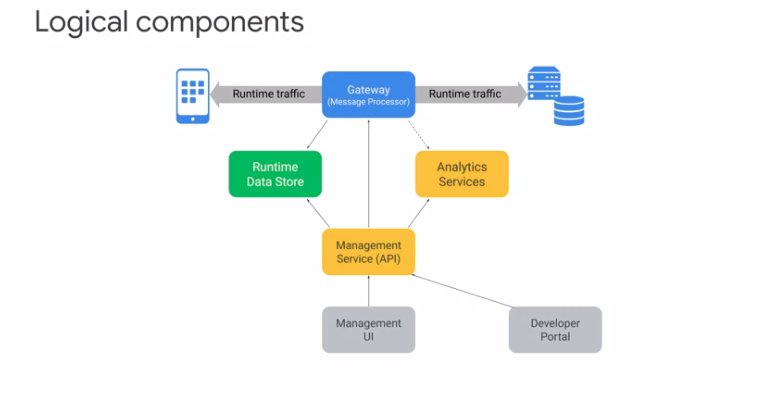 Logical components
Runtime traffic
Gateway
(Message Processor)
Runtime traffic
Runtime
Data Store
Analytics
Services
Management
Service (API)
Management
UI
Developer
Portal